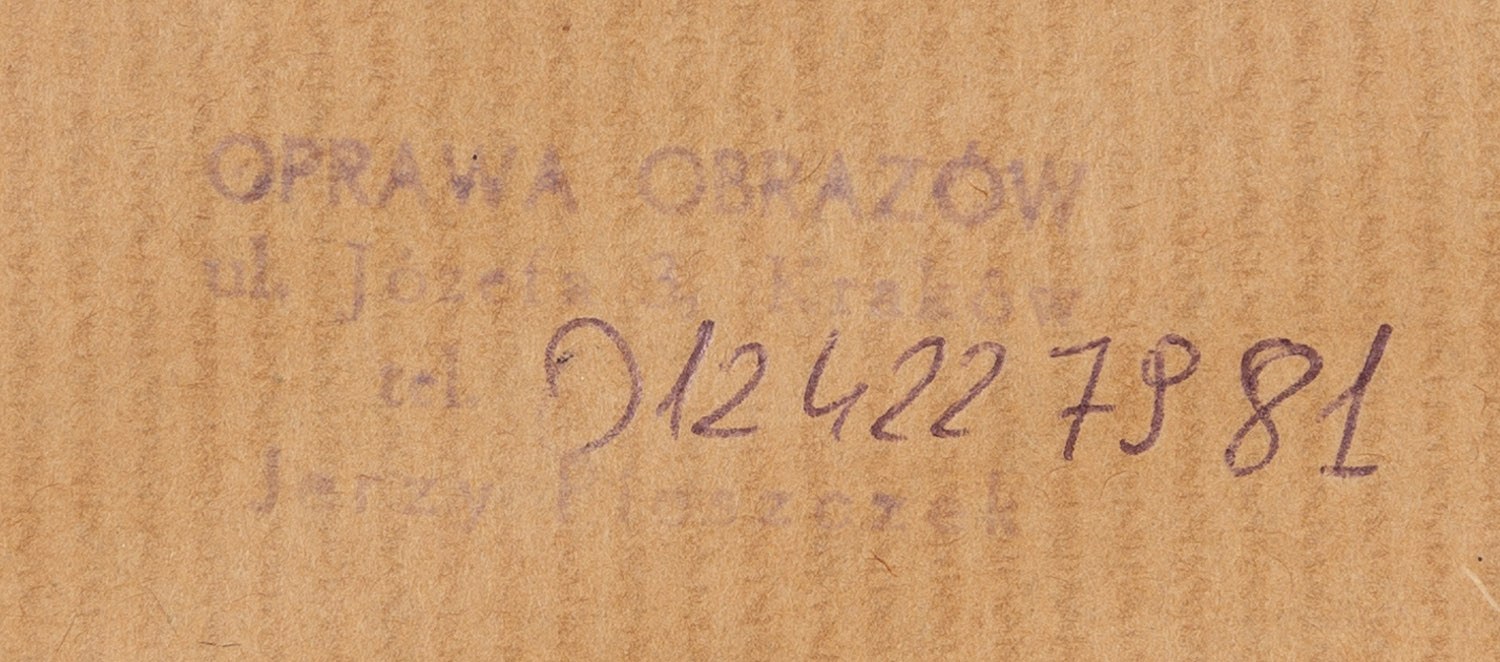 OPRAWA OBRAZÓW
ul. Józefa 3, Kraków
tel. 012 422 79 81
Jerzy